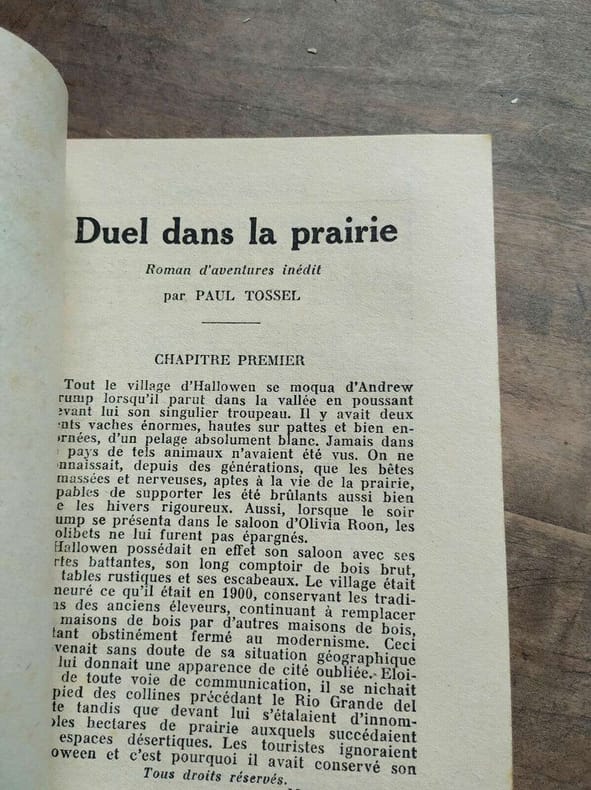 Duel dans la prairie
Roman d'aventures inédit
par PAUL TOSSEL
CHAPITRE PREMIER
Tout le village d'Hallowen se moqua d'Andrew
rump lorsqu'il parut dans la vallée en poussant
evant lui son singulier troupeau. Il y avait deux
nts vaches énormes, hautes sur pattes et bien en-
ornées, d'un pelage absolument blanc. Jamais dans
pays de tels animaux n'avaient été vus. On ne
nnaissait, depuis des générations, que les bêtes
massées et nerveuses, aptes à la vie de la prairie,
pables de supporter les été brûlants aussi bien
e les hivers rigoureux. Aussi, lorsque le soir
ump se présenta dans le saloon d'Olivia Roon, les
olibets ne lui furent pas épargnés.
Hallowen possédait en effet son saloon avec ses
rtes battantes, son long comptoir de bois brut,
tables rustiques et ses escabeaux. Le village était
neuré ce qu'il était en 1900, conservant les tradi-
ns des anciens éleveurs, continuant à remplacer
maisons de bois par d'autres maisons de bois,
tant obstinément fermé au modernisme. Ceci
venait sans doute de sa situation géographique
lui donnait une apparence de cité oubliée. Eloi-
de toute voie de communication, il se nichait
pied des collines précédant le Rio Grande del
te tandis que devant lui s'étalaient d'innom-
bles hectares de prairie auxquels succédaient
espaces désertiques. Les touristes ignoraient
loween et c'est pourquoi il avait conservé son
Tous droits réservés.